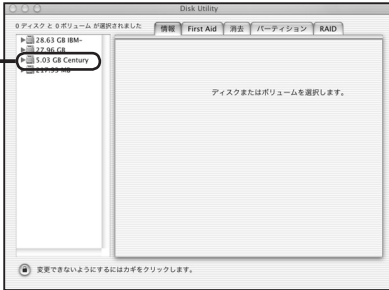 Disk Utility
0 ディスク と 0 ボリューム が選択されました
情報 First Aid 消去 パーティション RAID
28.63 GB IBM-
27.96 GB
5.03 GB Century
ディスクまたはボリュームを選択します。
変更できないようにするにはカギをクリックします。